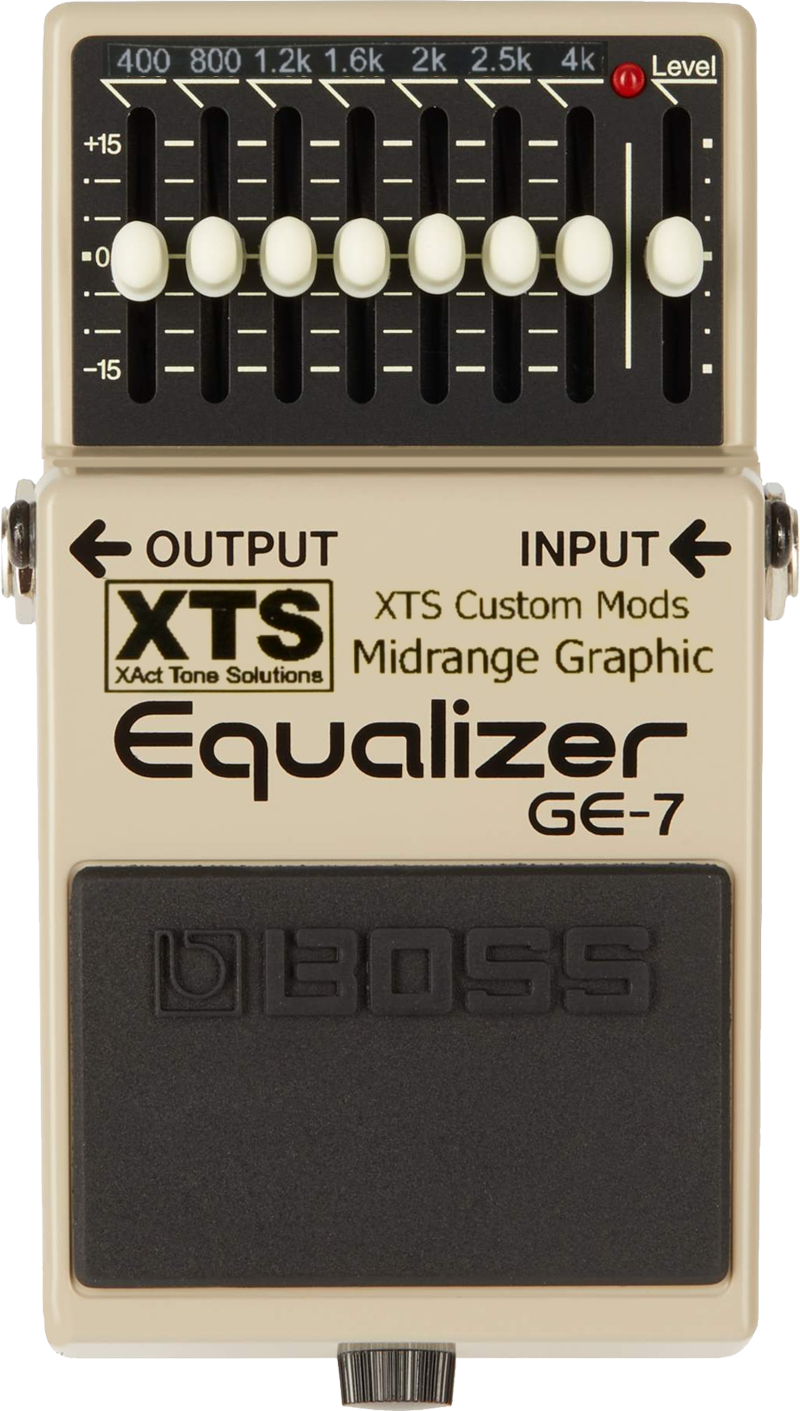 400 800 1.2k 1.6k 2k 2.5k 4k Level
+15
0
-15
OUTPUT INPUT
XTS
XAct Tone Solutions
XTS Custom Mods
Midrange Graphic
Equalizer
GE-7
BOSS